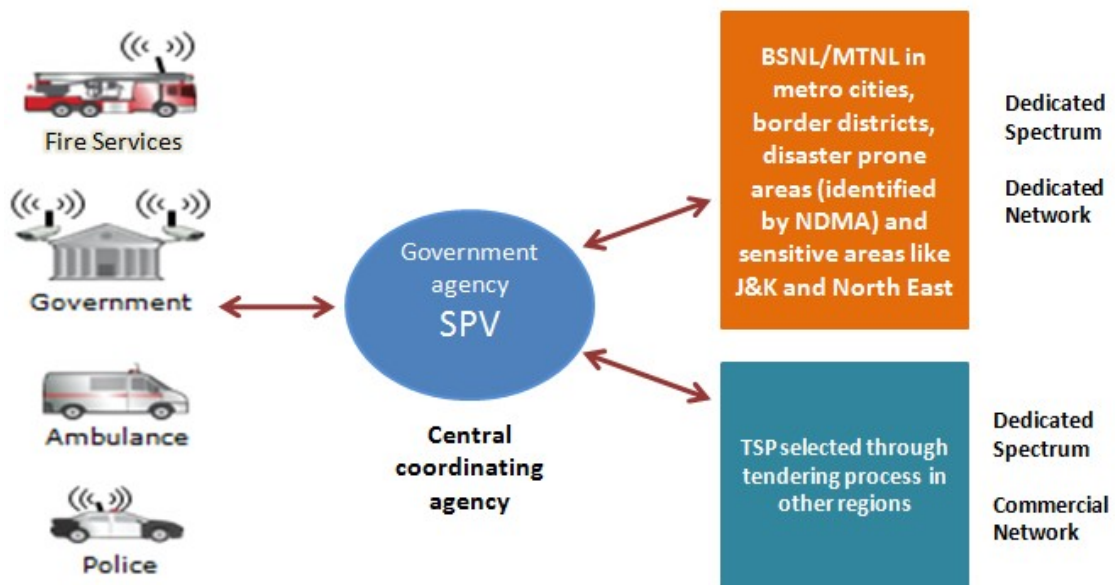 Fire Services
Government
Ambulance
Police
Government
agency
SPV
Central
coordinating
agency
BSNL/MTNL in
metro cities,
border districts,
disaster prone
areas (identified
by NDMA) and
sensitive areas like
J&K and North East
Dedicated
Spectrum
Dedicated
Network
TSP selected through
tendering process in
other regions
Dedicated
Spectrum
Commercial
Network